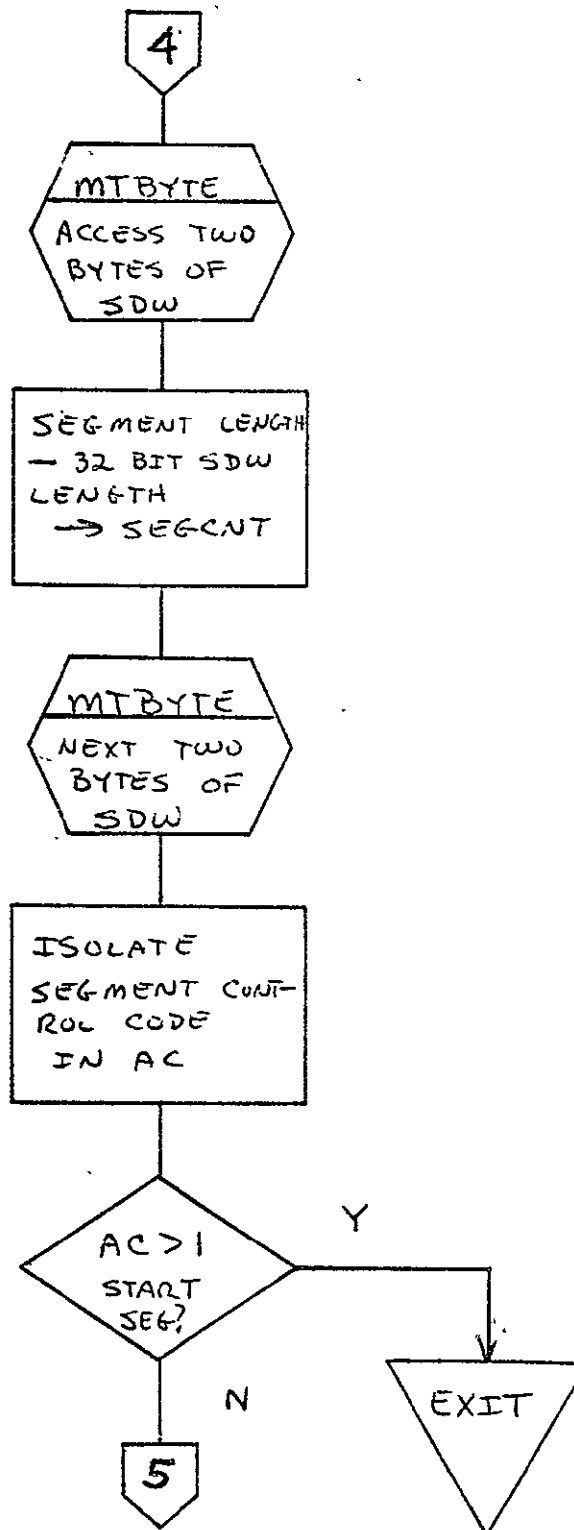 4
MTBYTE
ACCESS TWO
BYTES OF
SDW
SEGMENT LENGTH
— 32 BIT SDW
LENGTH
→ SEGCNT
MTBYTE
NEXT TWO
BYTES OF
SDW
ISOLATE
SEGMENT CONT-
ROL CODE
IN AC
AC > 1
START
SEG?
Y
EXIT
N
5